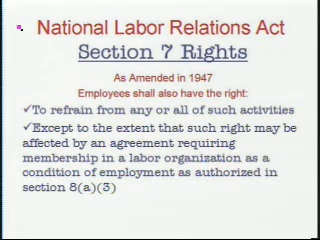 National Labor Relations Act
Section 7 Rights
As Amended in 1947
Employees shall also have the right:
✓To refrain from any or all of such activities
✓Except to the extent that such right may be
affected by an agreement requiring
membership in a labor organization as a
condition of employment as authorized in
section 8(a)(3)